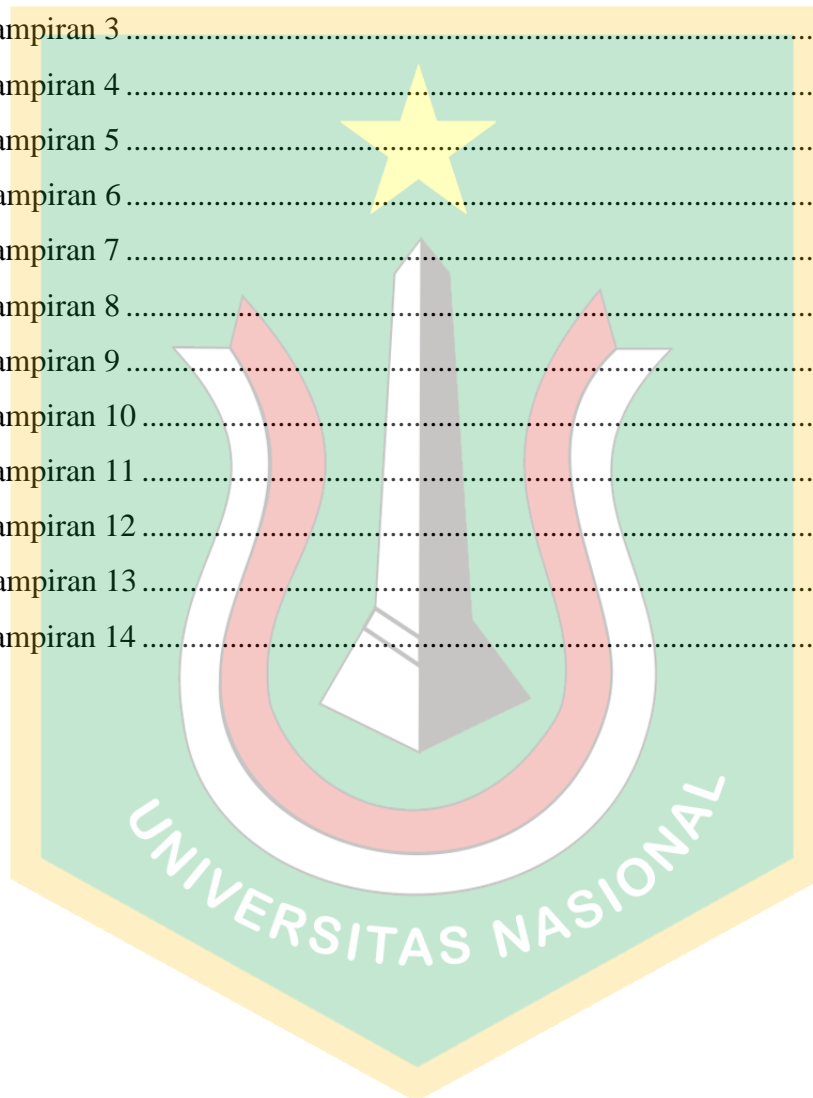 ampiran 3 ........................................................................................
ampiran 4 ........................................................................................
ampiran 5 ........................................................................................
ampiran 6 ........................................................................................
ampiran 7 ........................................................................................
ampiran 8 ........................................................................................
ampiran 9 ........................................................................................
ampiran 10 ......................................................................................
ampiran 11 ......................................................................................
ampiran 12 ......................................................................................
ampiran 13 ......................................................................................
ampiran 14 ......................................................................................
UNIVERSITAS NASIONAL